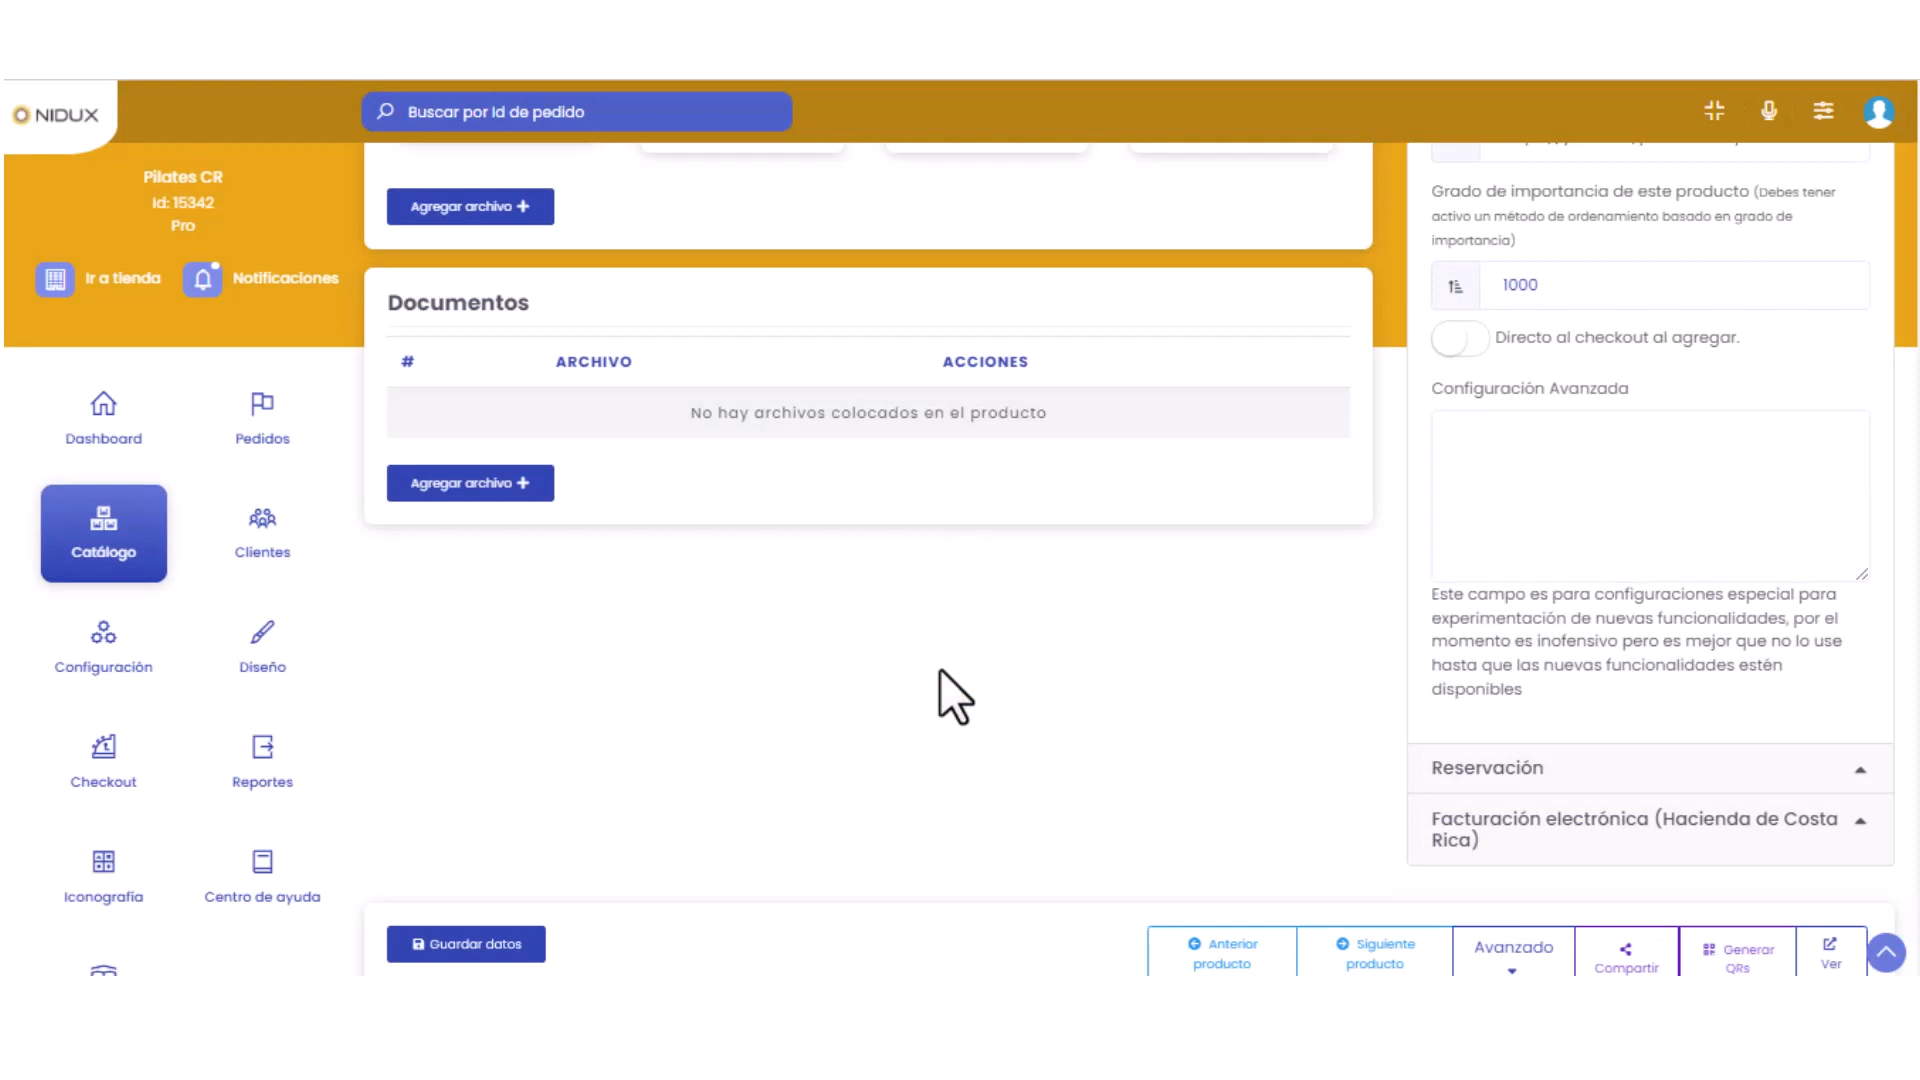 NIDUX
Buscar por Id de pedido
Pilates CR
Id: 15342
Pro
Ir a tienda
Notificaciones
Dashboard
Pedidos
Catálogo
Clientes
Configuración
Diseño
Checkout
Reportes
Iconografía
Centro de ayuda
Agregar archivo +
Documentos
#
ARCHIVO
ACCIONES
No hay archivos colocados en el producto
Agregar archivo +
Grado de importancia de este producto (Debes tener
activo un método de ordenamiento basado en grado de
importancia)
1000
Directo al checkout al agregar.
Configuración Avanzada
Este campo es para configuraciones especial para
experimentación de nuevas funcionalidades, por el
momento es inofensivo pero es mejor que no lo use
hasta que las nuevas funcionalidades estén
disponibles
Reservación
Facturación electrónica (Hacienda de Costa
Rica)
Guardar datos
Anterior
producto
Siguiente
producto
Avanzado
Compartir
Generar
QRs
Ver